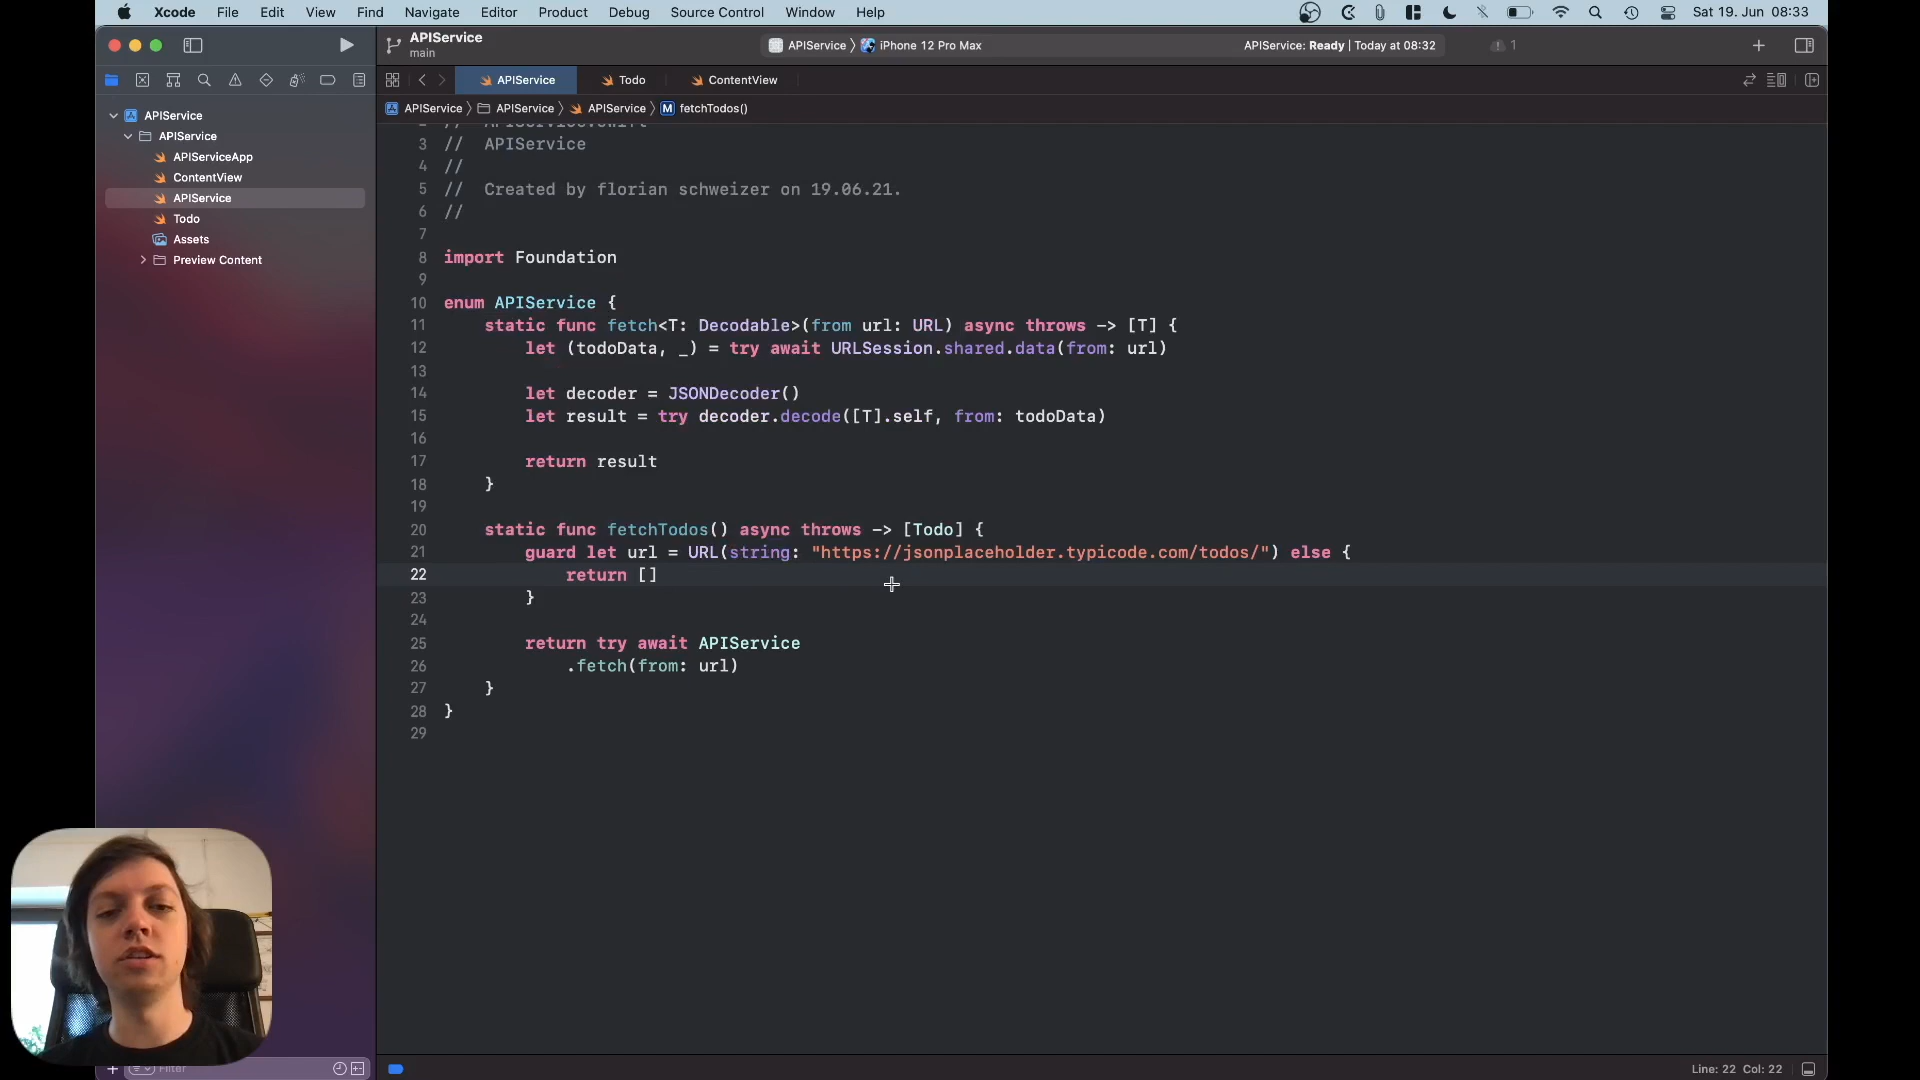 Xcode File Edit View Find Navigate Editor Product Debug Source Control Window Help Sat 19. Jun 08:33
APIService
main
APIService iPhone 12 Pro Max
APIService: Ready | Today at 08:32
1
APIService
APIService
APIServiceApp
ContentView
APIService
Todo
Assets
Preview Content
APIService Todo ContentView
APIService APIService APIService M fetchTodos()
2 // APIService.swift
3 // APIService
4 //
5 // Created by florian schweizer on 19.06.21.
6 //
7
8 import Foundation
9
10 enum APIService {
11 static func fetch<T: Decodable>(from url: URL) async throws -> [T] {
12 let (todoData, _) = try await URLSession.shared.data(from: url)
13
14 let decoder = JSONDecoder()
15 let result = try decoder.decode([T].self, from: todoData)
16
17 return result
18 }
19
20 static func fetchTodos() async throws -> [Todo] {
21 guard let url = URL(string: "https://jsonplaceholder.typicode.com/todos/") else {
22 return []
23 }
24
25 return try await APIService
26 .fetch(from: url)
27 }
28 }
29
Filter
Line: 22 Col: 22